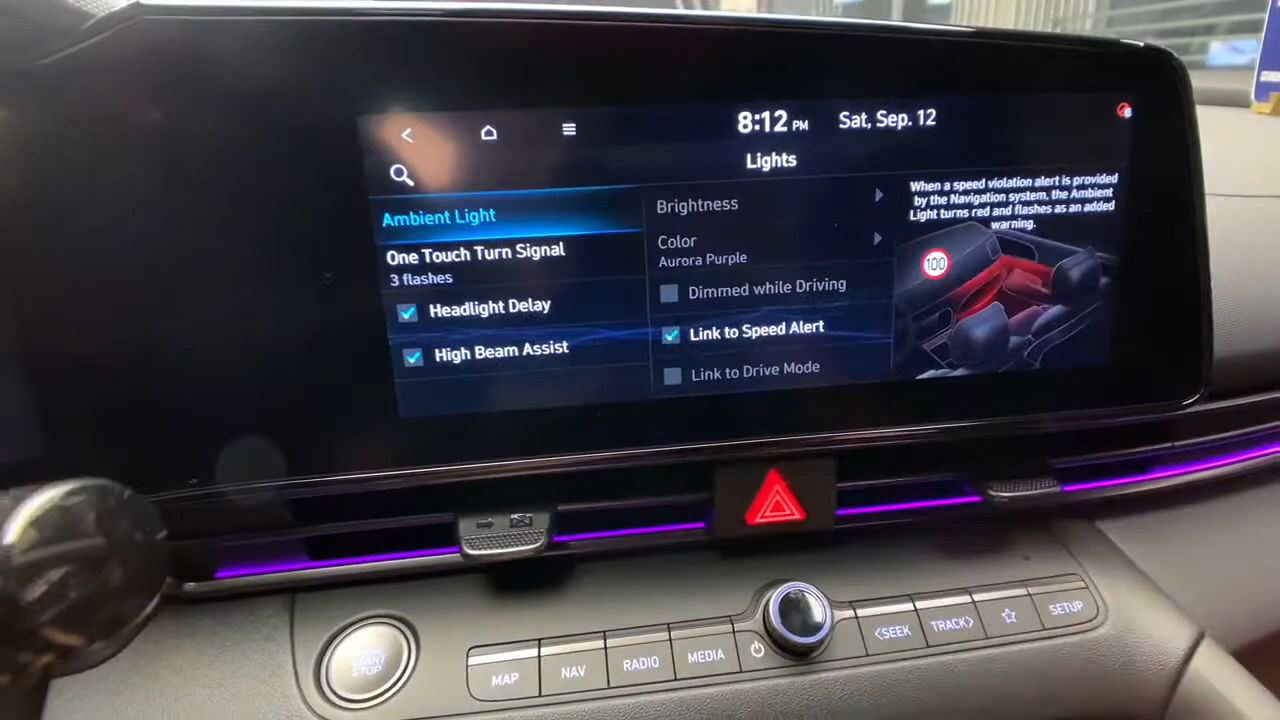 8:12 PM Sat, Sep. 12
Lights
Ambient Light
One Touch Turn Signal
3 flashes
Headlight Delay
High Beam Assist
Brightness
Color
Aurora Purple
Dimmed while Driving
Link to Speed Alert
Link to Drive Mode
When a speed violation alert is provided
by the Navigation system, the Ambient
Light turns red and flashes as an added
warning.
100
START
STOP
MAP
NAV
RADIO
MEDIA
<SEEK
TRACK>
SETUP